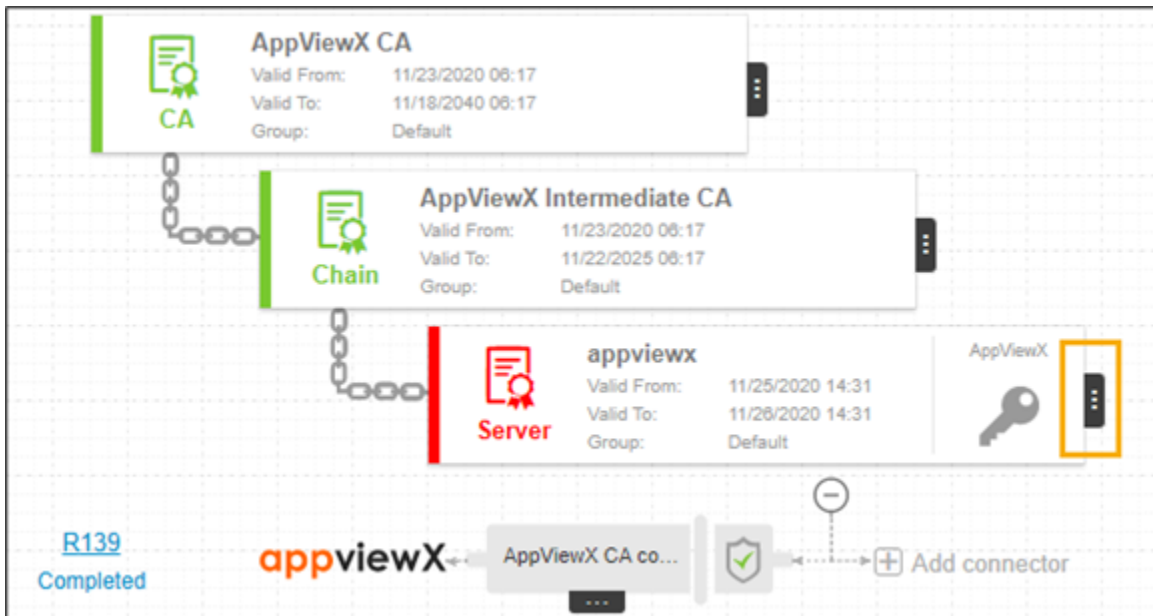 AppViewX CA
Valid From: 11/23/2020 06:17
Valid To: 11/18/2040 06:17
Group: Default
CA
AppViewX Intermediate CA
Valid From: 11/23/2020 06:17
Valid To: 11/22/2025 06:17
Group: Default
Chain
appviewx
Valid From: 11/25/2020 14:31
Valid To: 11/26/2020 14:31
Group: Default
Server
AppViewX
R139
Completed
appviewX
AppViewX CA co...
Add connector